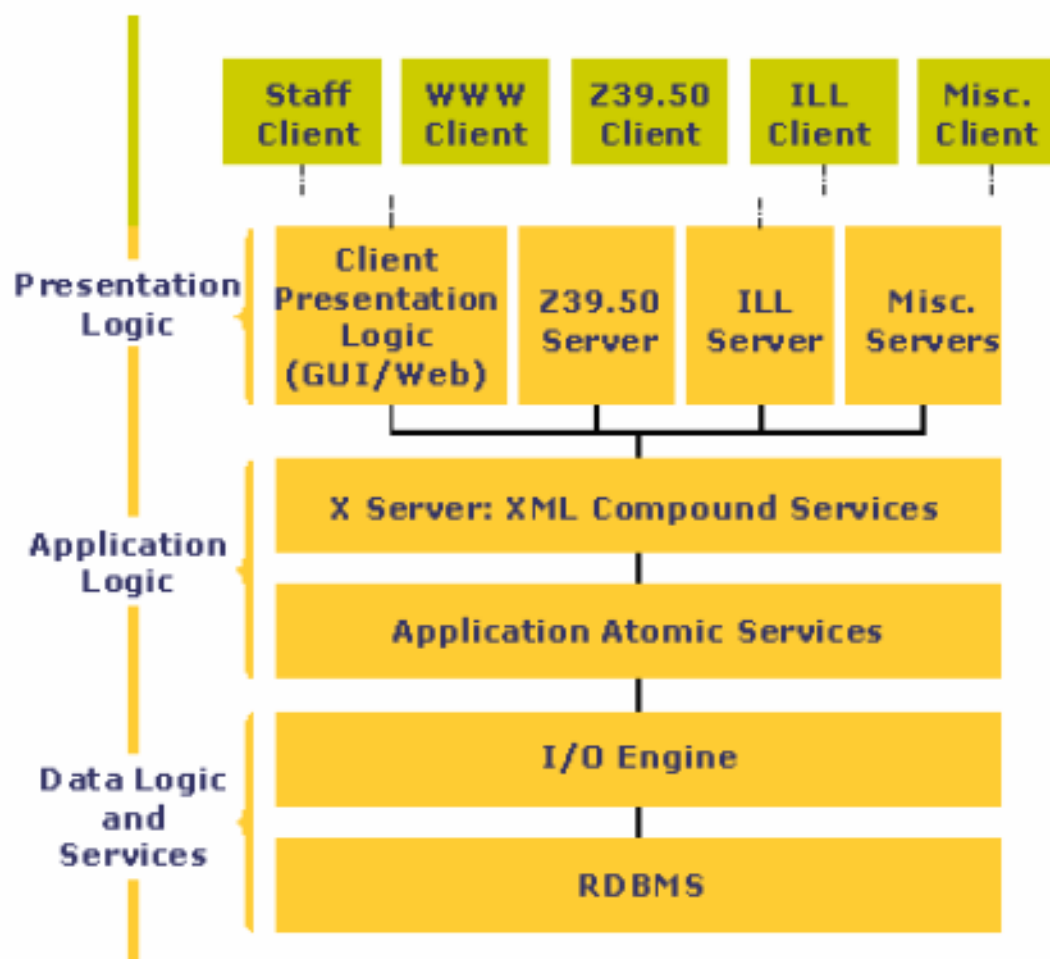 Staff
Client
WWW
Client
Z39.50
Client
ILL
Client
Misc.
Client
Presentation
Logic
Client
Presentation
Logic
(GUI/Web)
Z39.50
Server
ILL
Server
Misc.
Servers
Application
Logic
X Server: XML Compound Services
Application Atomic Services
Data Logic
and
Services
I/O Engine
RDBMS